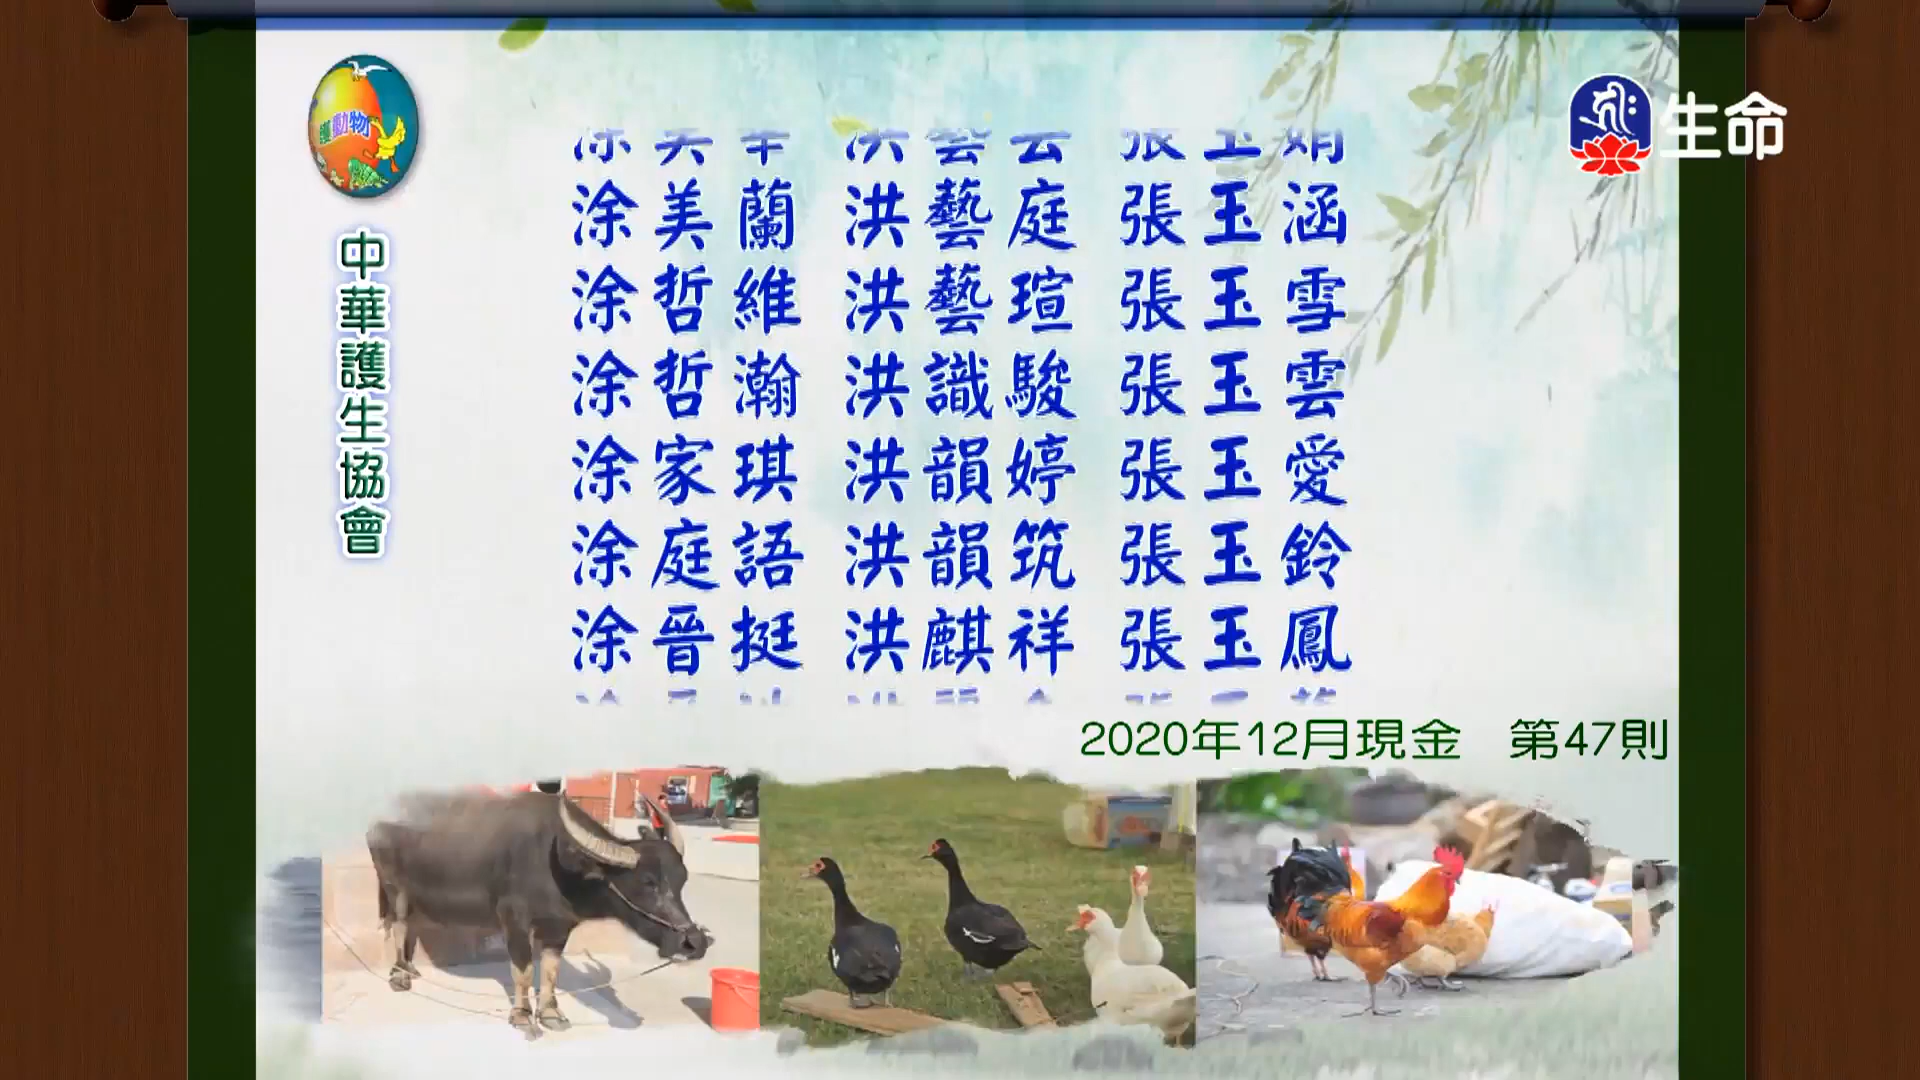 護動物
生命
中華護生協會
涂美蘭 洪藝庭 張玉涵
涂哲維 洪藝瑄 張玉雪
涂哲瀚 洪識駿 張玉雲
涂家琪 洪韻婷 張玉愛
涂庭語 洪韻筑 張玉鈴
涂晉挺 洪麒祥 張玉鳳
2020年12月現金 第47則